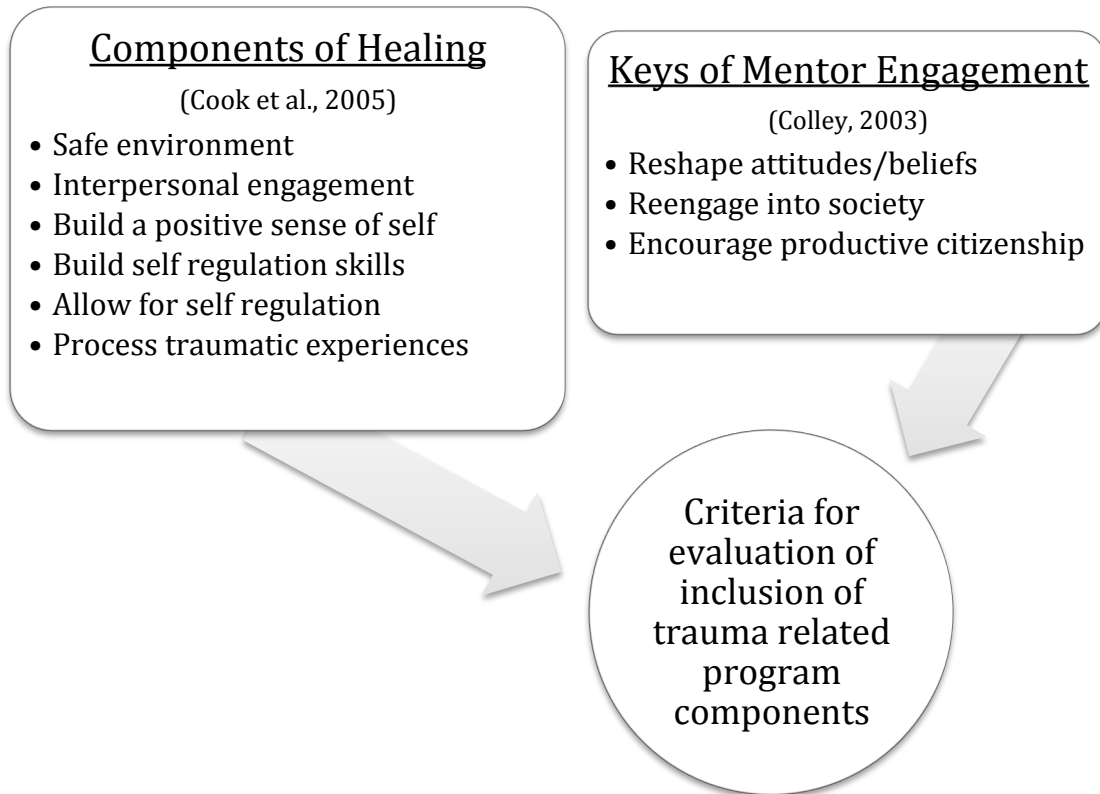 Components of Healing
(Cook et al., 2005)
• Safe environment
• Interpersonal engagement
• Build a positive sense of self
• Build self regulation skills
• Allow for self regulation
• Process traumatic experiences
Keys of Mentor Engagement
(Colley, 2003)
• Reshape attitudes/beliefs
• Reengage into society
• Encourage productive citizenship
Criteria for
evaluation of
inclusion of
trauma related
program
components